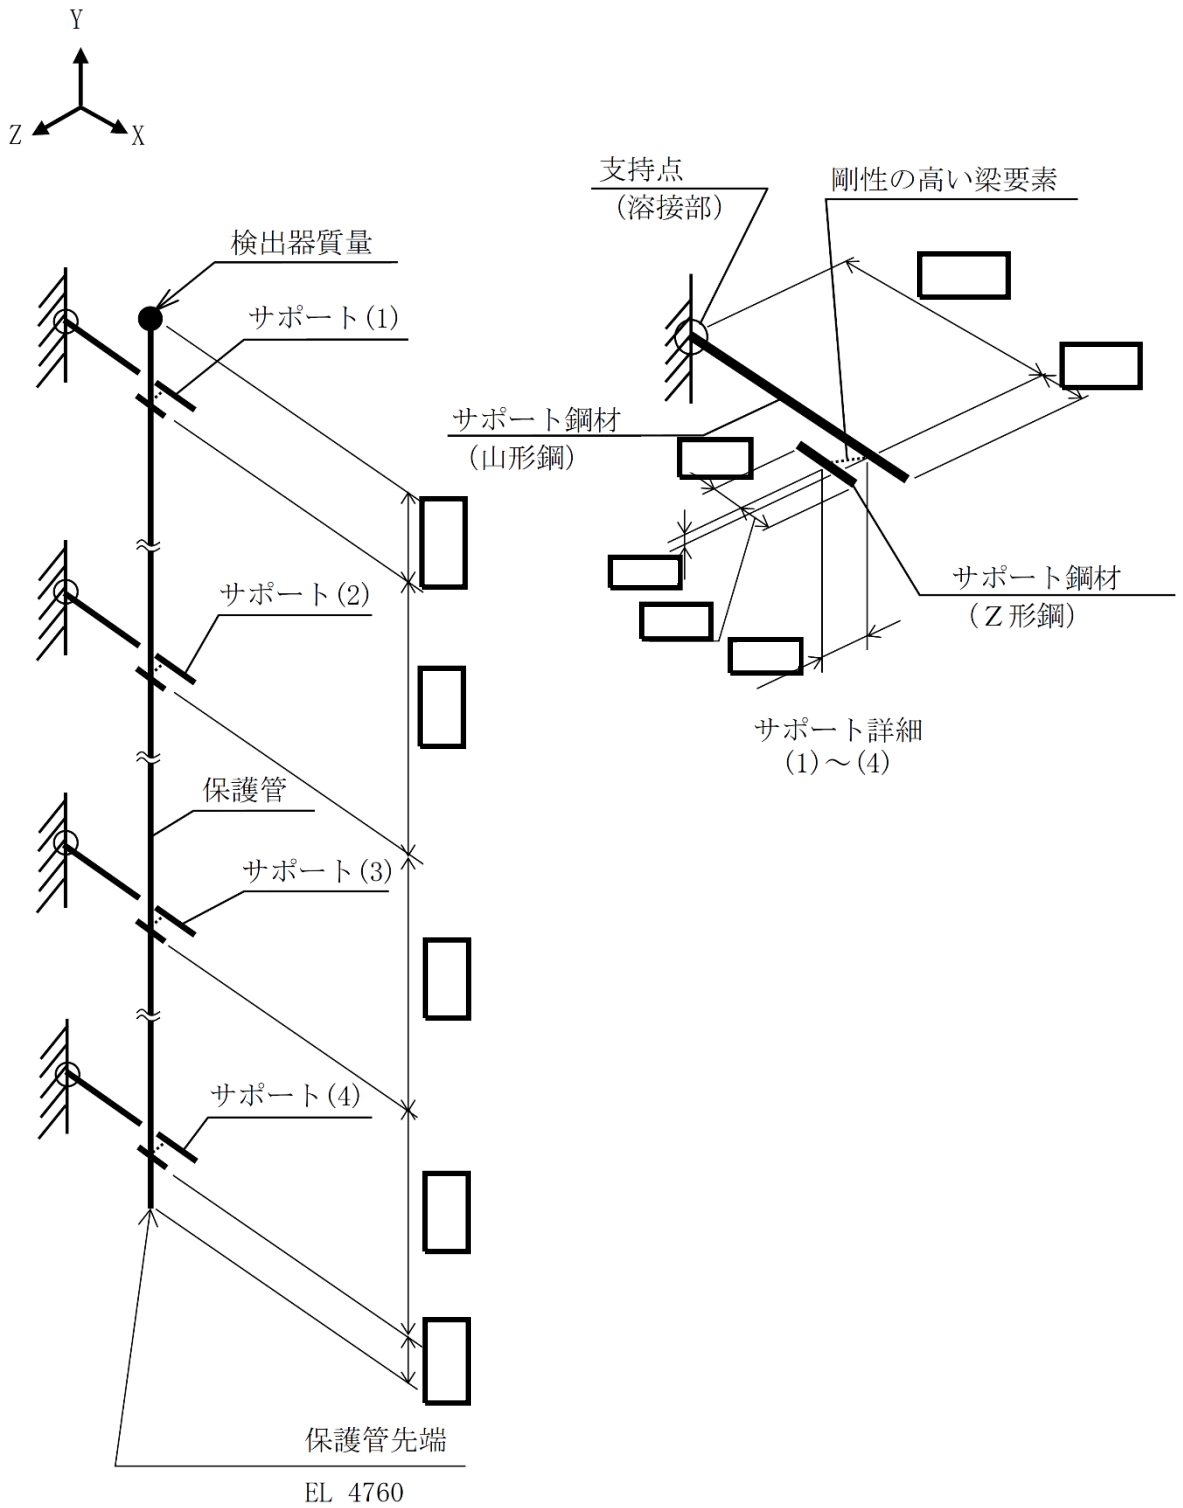 Y
Z
X
検出器質量
サポート(1)
サポート(2)
保護管
サポート(3)
サポート(4)
保護管先端
EL 4760
支持点
(溶接部)
剛性の高い梁要素
サポート鋼材
(山形鋼)
サポート鋼材
(Z形鋼)
サポート詳細
(1)～(4)